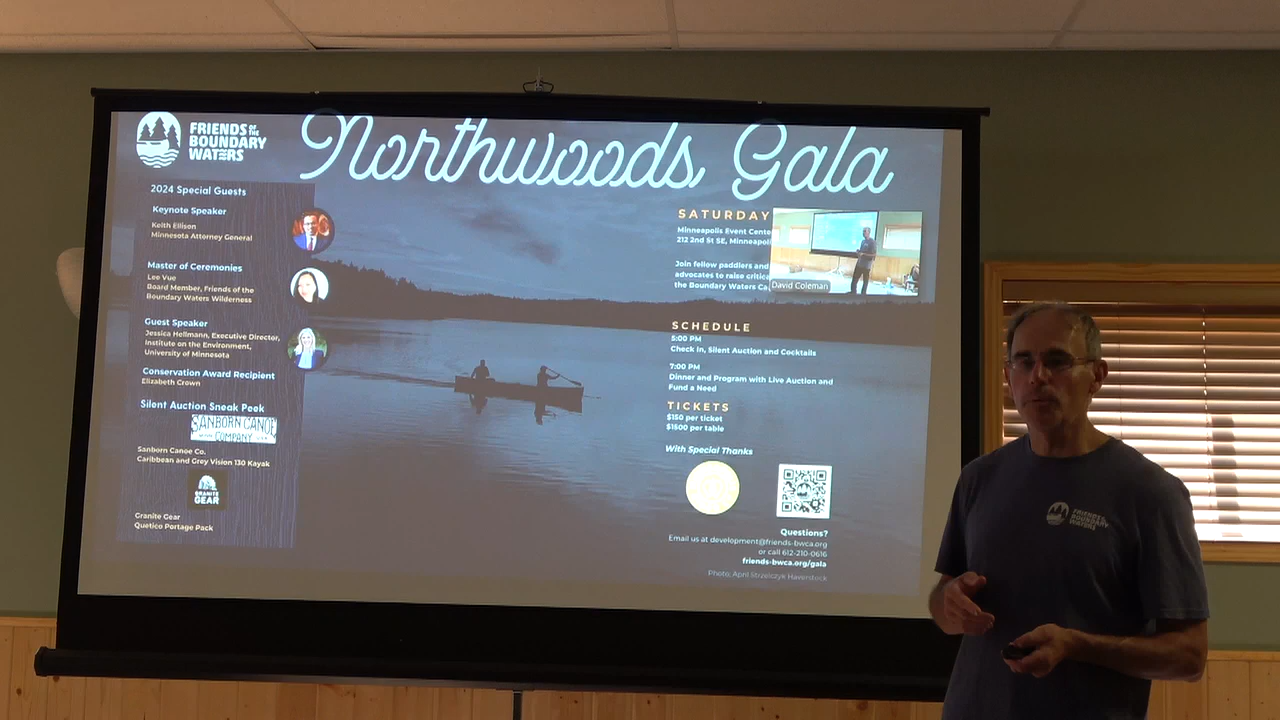 FRIENDS OF THE
BOUNDARY
WATERS
Northwoods Gala
2024 Special Guests
Keynote Speaker
Keith Ellison
Minnesota Attorney General
Master of Ceremonies
Lee Vue
Board Member, Friends of the
Boundary Waters Wilderness
Guest Speaker
Jessica Hellmann, Executive Director,
Institute on the Environment,
University of Minnesota
Conservation Award Recipient
Elizabeth Crown
Silent Auction Sneak Peek
SANBORN CANOE
COMPANY
Sanborn Canoe Co.
Caribbean and Grey Vision 130 Kayak
GRANITE
GEAR
Granite Gear
Quetico Portage Pack
SATURDAY
Minneapolis Event Cente
212 2nd St SE, Minneapoli
Join fellow paddlers and
advocates to raise critica
the Boundary Waters Ca
David Coleman
SCHEDULE
5:00 PM
Check In, Silent Auction and Cocktails
7:00 PM
Dinner and Program with Live Auction and
Fund a Need
TICKETS
$150 per ticket
$1500 per table
With Special Thanks
Questions?
Email us at development@friends-bwca.org
or call 612-210-0616
friends-bwca.org/gala
Photo: April Strzelczyk Haverstock
FRIENDS OF THE
BOUNDARY
WATERS